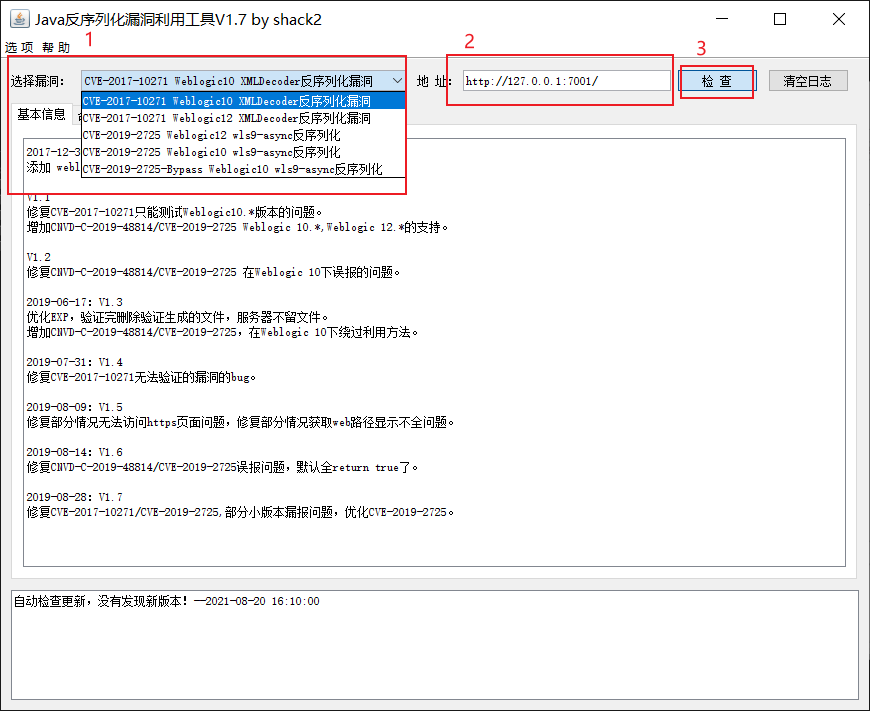 Java反序列化漏洞利用工具V1.7 by shack2
选项 帮助
1
2
3
选择漏洞：
CVE-2017-10271 Weblogic10 XMLDecoder反序列化漏洞
地 址：
http://127.0.0.1:7001/
检 查
清空日志
CVE-2017-10271 Weblogic10 XMLDecoder反序列化漏洞
CVE-2017-10271 Weblogic12 XMLDecoder反序列化漏洞
CVE-2019-2725 Weblogic12 wls9-async反序列化
CVE-2019-2725 Weblogic10 wls9-async反序列化
CVE-2019-2725-Bypass Weblogic10 wls9-async反序列化
基本信息
2017-12-3
添加 webl
V1.1
修复CVE-2017-10271只能测试Weblogic10.*版本的问题。
增加CNVD-C-2019-48814/CVE-2019-2725 Weblogic 10.*,Weblogic 12.*的支持。
V1.2
修复CNVD-C-2019-48814/CVE-2019-2725 在Weblogic 10下误报的问题。
2019-06-17: V1.3
优化EXP，验证完删除验证生成的文件，服务器不留文件。
增加CNVD-C-2019-48814/CVE-2019-2725，在Weblogic 10下绕过利用方法。
2019-07-31: V1.4
修复CVE-2017-10271无法验证的漏洞的bug。
2019-08-09: V1.5
修复部分情况无法访问https页面问题，修复部分情况获取web路径显示不全问题。
2019-08-14: V1.6
修复CNVD-C-2019-48814/CVE-2019-2725误报问题，默认全return true了。
2019-08-28: V1.7
修复CVE-2017-10271/CVE-2019-2725,部分小版本漏报问题，优化CVE-2019-2725。
自动检查更新，没有发现新版本！--2021-08-20 16:10:00